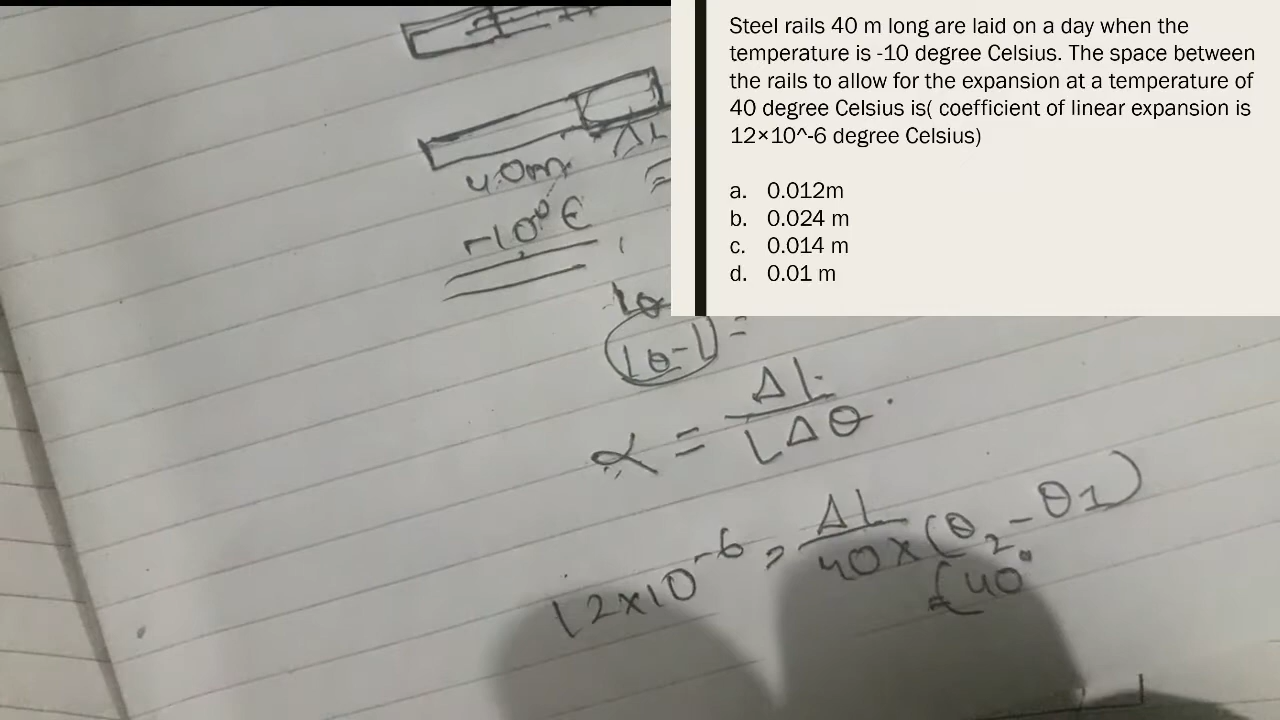 Steel rails 40 m long are laid on a day when the
temperature is -10 degree Celsius. The space between
the rails to allow for the expansion at a temperature of
40 degree Celsius is( coefficient of linear expansion is
12×10^-6 degree Celsius)
a. 0.012m
b. 0.024 m
c. 0.014 m
d. 0.01 m
ΔL
40m
=
-10°C
Lθ
Lθ-L =
α = ΔL / LΔθ
12×10^-6 = ΔL / 40×(θ2-θ1)
(40°